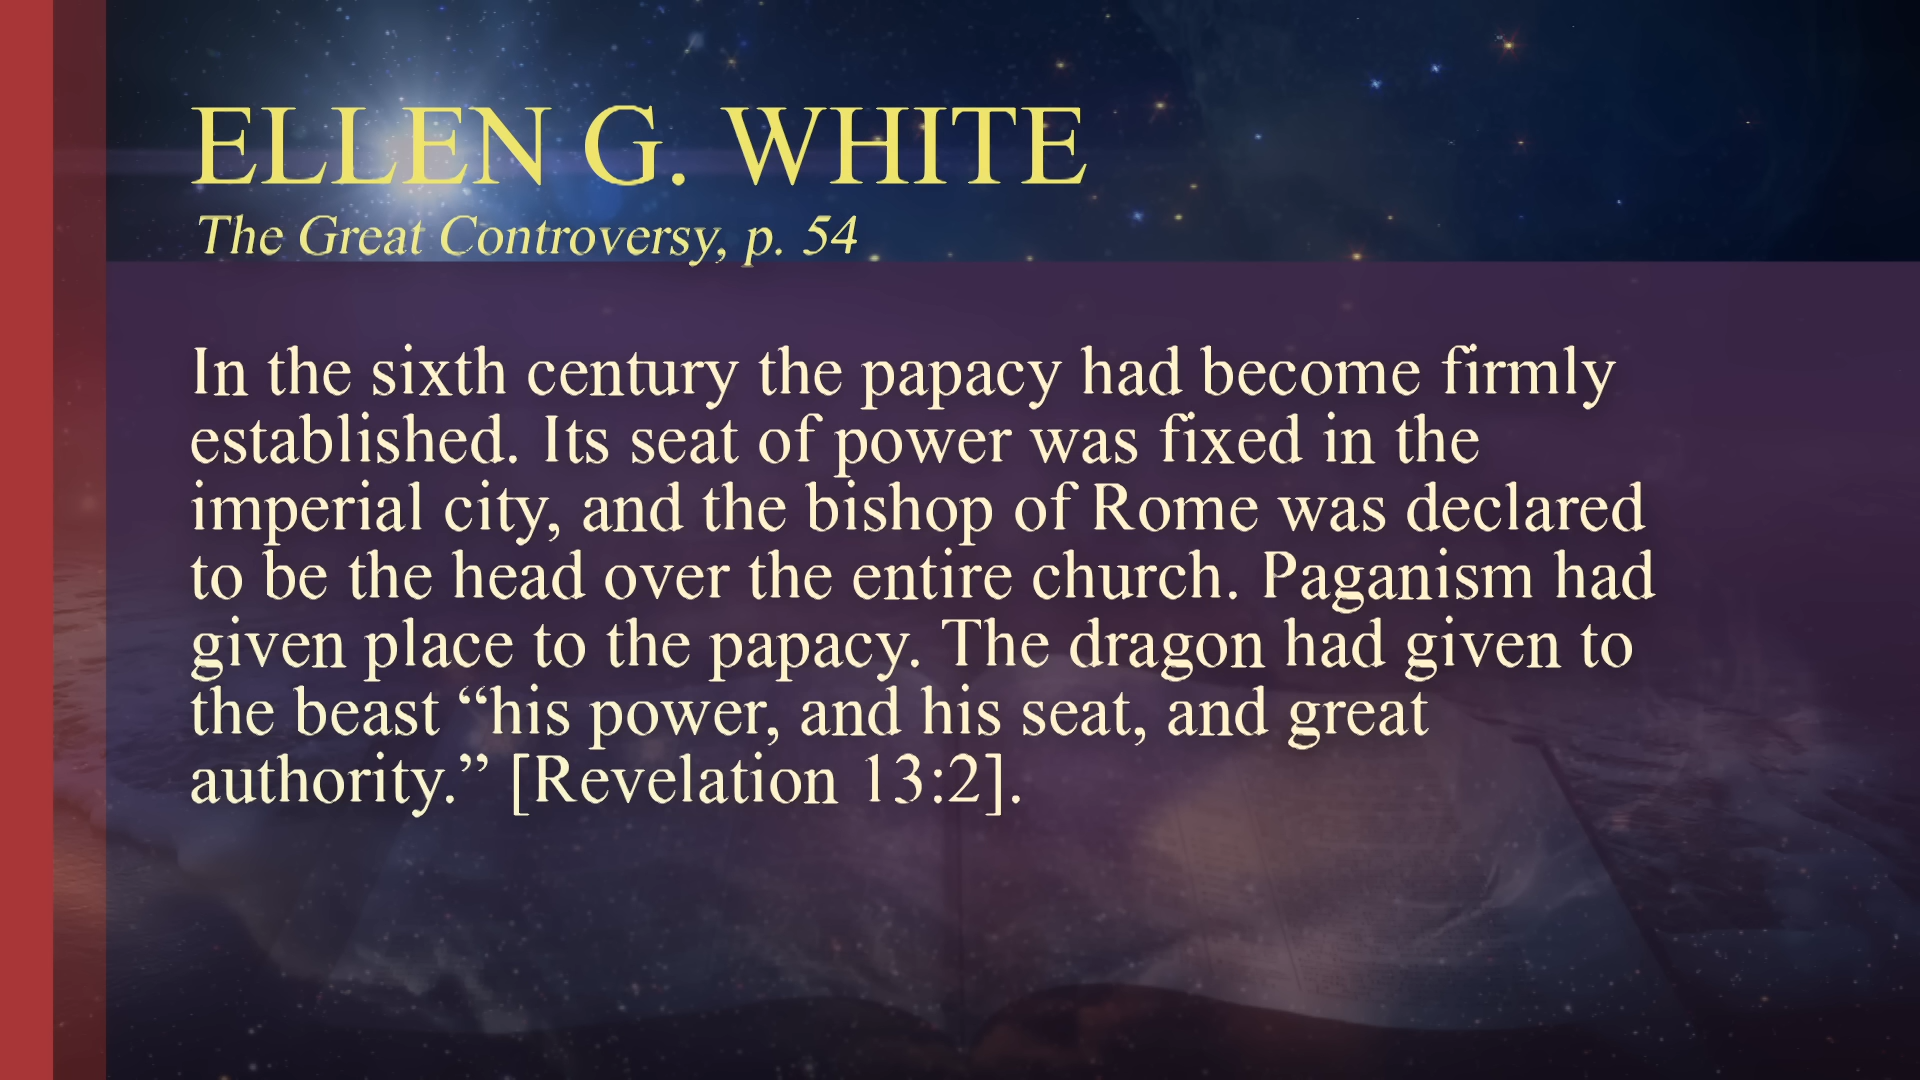 ELLEN G. WHITE
The Great Controversy, p. 54
In the sixth century the papacy had become firmly
established. Its seat of power was fixed in the
imperial city, and the bishop of Rome was declared
to be the head over the entire church. Paganism had
given place to the papacy. The dragon had given to
the beast “his power, and his seat, and great
authority.” [Revelation 13:2].